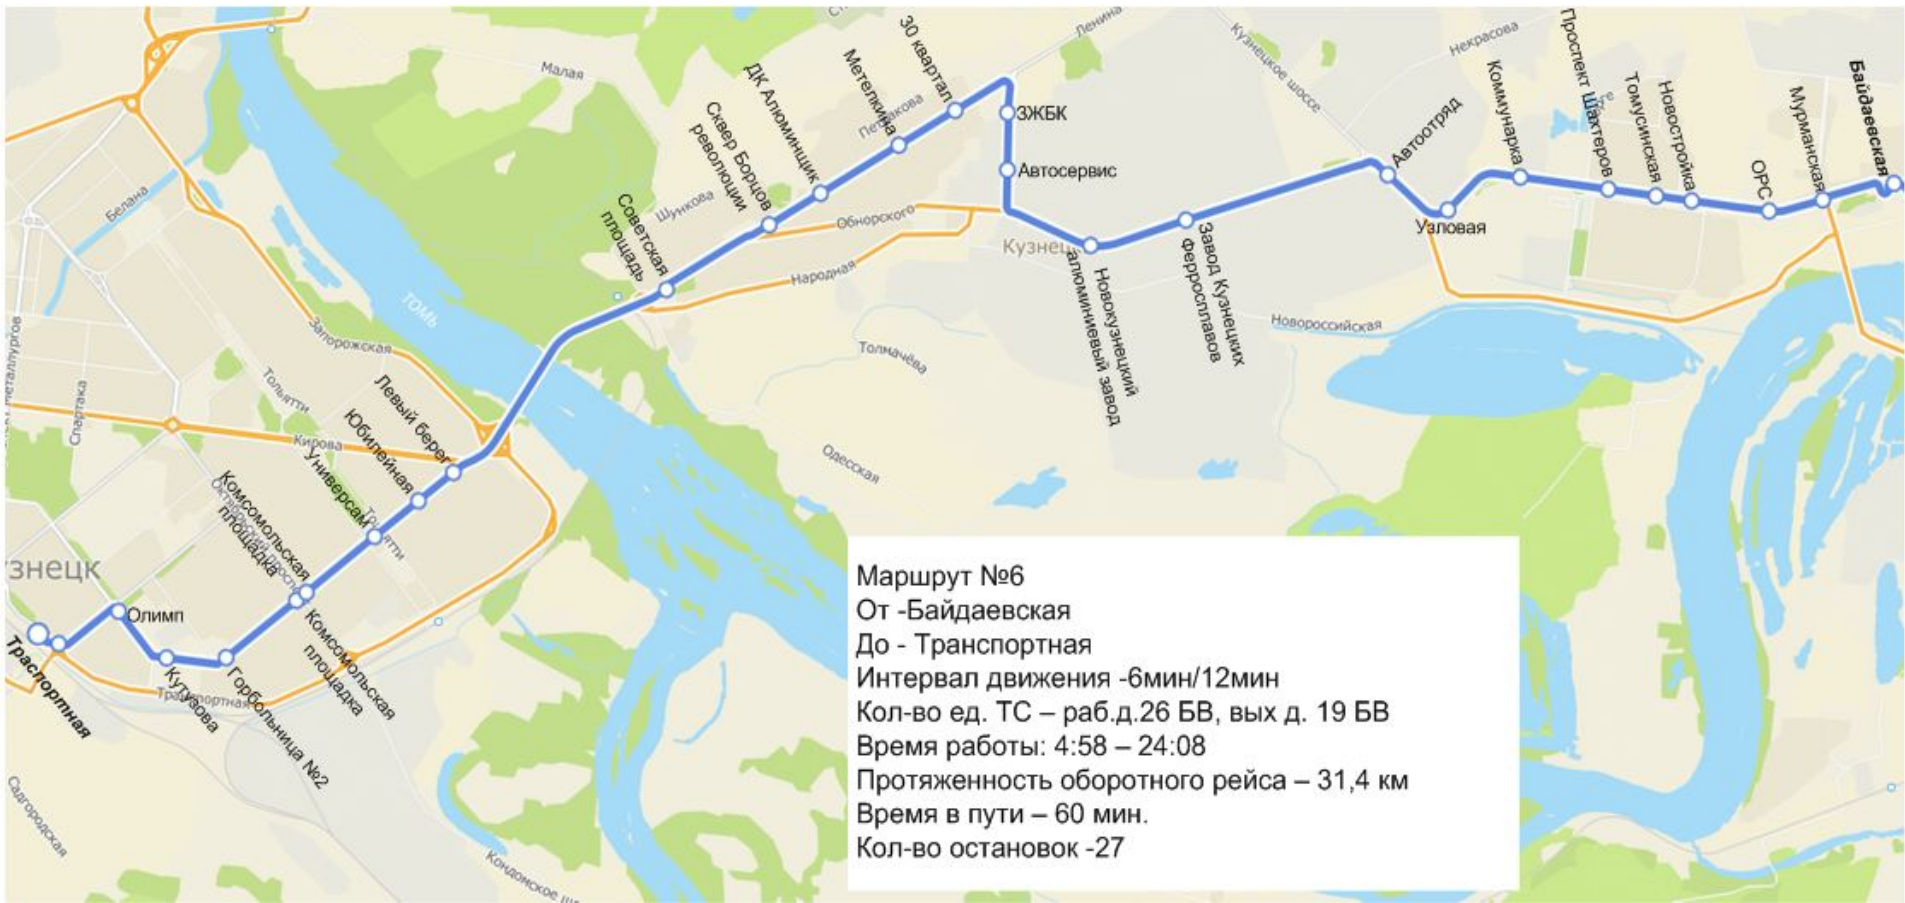 Малая
Ленина
Кузнецкое шоссе
Некрасова
30 квартал
Метелкина
Петракова
ДК Алюминщик
Сквер Борцов
революции
Советская
площадь
Шункова
Обнорского
Народная
ЗЖБК
Автосервис
Новокузнецкий
алюминиевый завод
Завод Кузнецких
Ферросплавов
Автоотряд
Узловая
Коммунарка
Проспект Шахтеров
Томусинская
Новостройка
ОРС
Мурманская
Байдаевская
Новороссийская
Толмачёва
Одесская
ТОМЬ
Белана
Запорожская
Тольятти
Спартака
Кирова
Левый берег
Юбилейная
Универсам
Комсомольская
площадка
знецк
Олимп
Траспортная
Кутузова
Транспортная
Горбольница №2
Комсомольская
площадка
Садгородская
Кондомское
Маршрут №6
От -Байдаевская
До - Транспортная
Интервал движения -6мин/12мин
Кол-во ед. ТС – раб.д.26 БВ, вых д. 19 БВ
Время работы: 4:58 – 24:08
Протяженность оборотного рейса – 31,4 км
Время в пути – 60 мин.
Кол-во остановок -27